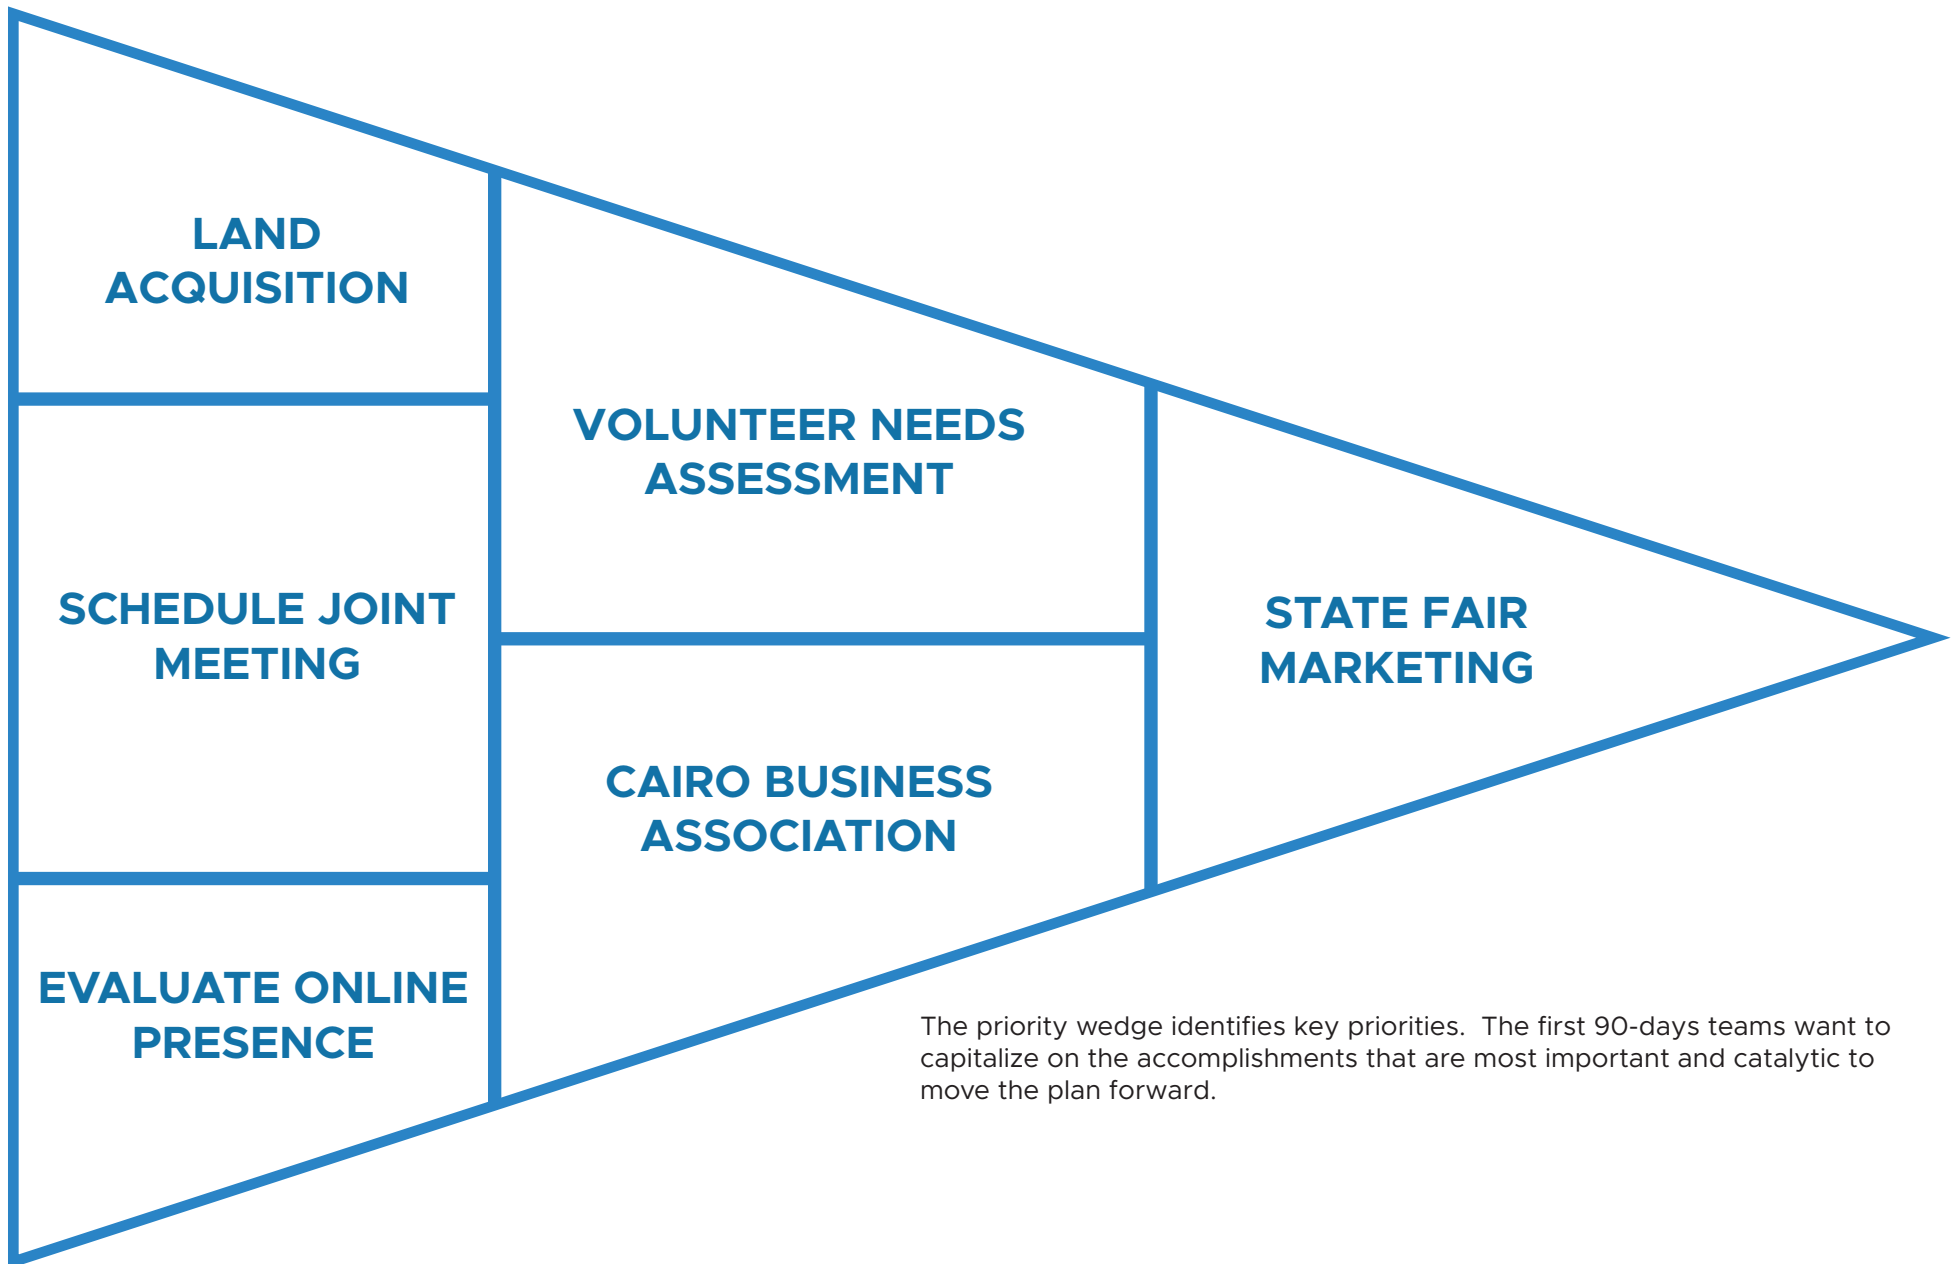 LAND
ACQUISITION
SCHEDULE JOINT
MEETING
EVALUATE ONLINE
PRESENCE
VOLUNTEER NEEDS
ASSESSMENT
CAIRO BUSINESS
ASSOCIATION
STATE FAIR
MARKETING
The priority wedge identifies key priorities.  The first 90-days teams want to
capitalize on the accomplishments that are most important and catalytic to
move the plan forward.